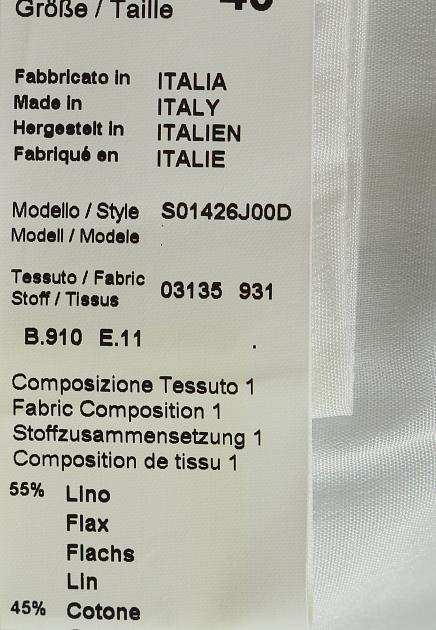 Größe / Taille
Fabbricato in ITALIA
Made in ITALY
Hergestelt in ITALIEN
Fabriqué en ITALIE
Modello / Style S01426J00D
Modell / Modele
Tessuto / Fabric 03135 931
Stoff / Tissus
B.910 E.11
Composizione Tessuto 1
Fabric Composition 1
Stoffzusammensetzung 1
Composition de tissu 1
55% Lino
Flax
Flachs
Lin
45% Cotone